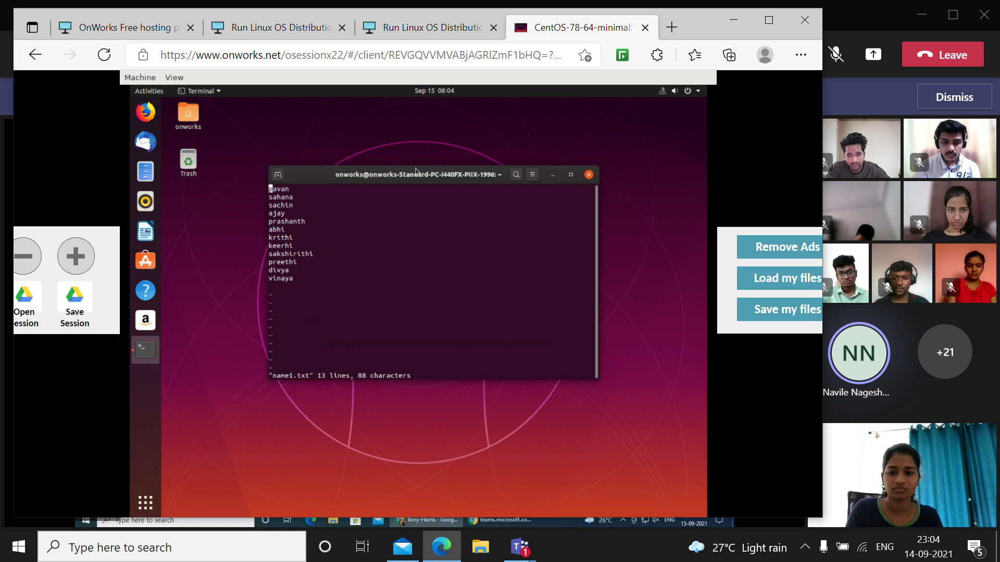 OnWorks Free hosting p
Run Linux OS Distributio
Run Linux OS Distributio
CentOS-78-64-minimal:
https://www.onworks.net/osessionx22/#/client/REVGQVVMVABjAGRlZmF1bHQ=?...
Leave
Machine View
Activities
Terminal
Sep 15 08:04
Dismiss
onworks
Trash
onworks@onworks-Standard-PC-i440FX-PIIX-1996: ~
pavan
sahana
sachin
ajay
prashanth
abhi
krithi
keerhi
sakshirithi
preethi
divya
vinaya
~
~
~
~
~
~
~
~
~
~
"name1.txt" 13 lines, 88 characters
Open
ession
Save
Session
Remove Ads
Load my files
Save my files
NN
+21
Navile Nagesh...
Type here to search
Torry-Harris - Goog...
teams.microsoft.co...
26°C
ENG
15-09-2021
Type here to search
27°C Light rain
ENG
23:04
14-09-2021
5
1